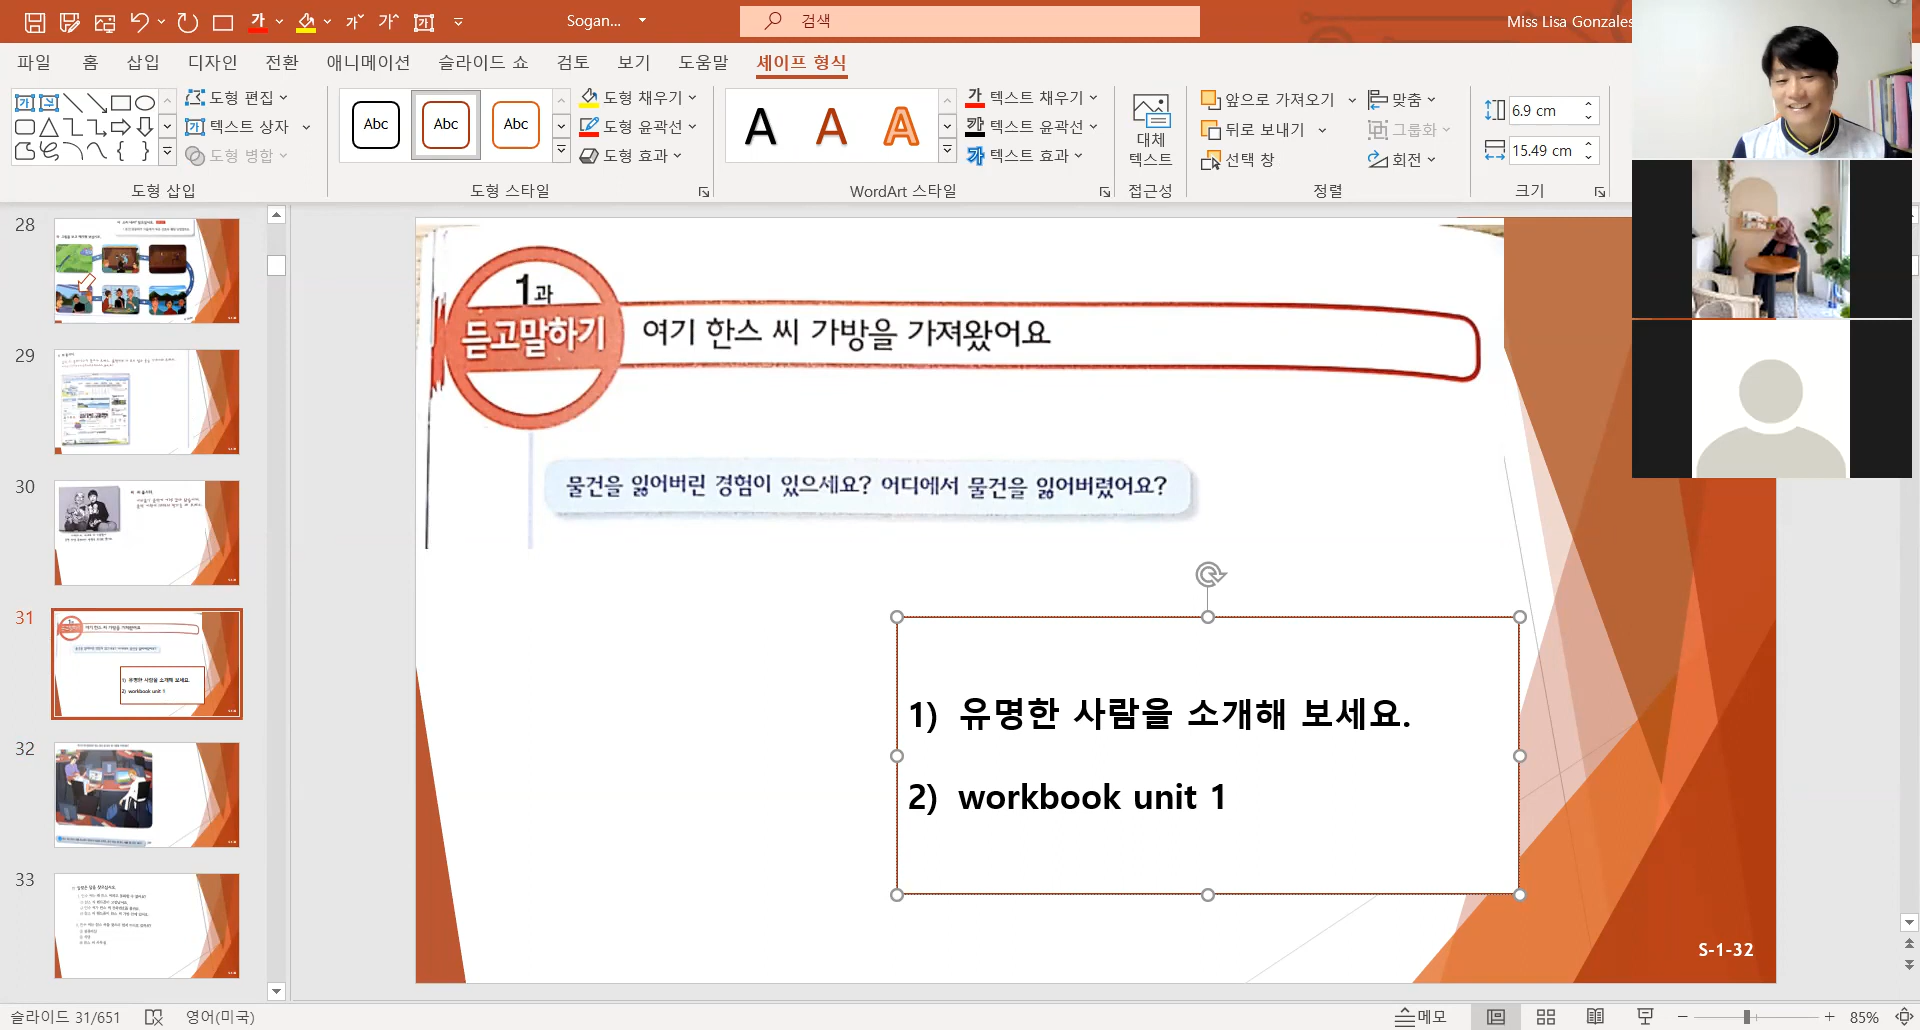 Sogan...
검색
Miss Lisa Gonzales
파일 홈 삽입 디자인 전환 애니메이션 슬라이드 쇼 검토 보기 도움말 셰이프 형식
도형 편집
텍스트 상자
도형 병합
도형 삽입
Abc Abc Abc
도형 채우기
도형 윤곽선
도형 효과
도형 스타일
A A A
텍스트 채우기
텍스트 윤곽선
텍스트 효과
WordArt 스타일
대체
텍스트
접근성
앞으로 가져오기
뒤로 보내기
선택 창
맞춤
그룹화
회전
정렬
6.9 cm
15.49 cm
크기
28
29
30
31
32
33
1과
듣고말하기
여기 한스 씨 가방을 가져왔어요
물건을 잃어버린 경험이 있으세요? 어디에서 물건을 잃어버렸어요?
1) 유명한 사람을 소개해 보세요.
2) workbook unit 1
S-1-32
슬라이드 31/651
영어(미국)
메모
85%